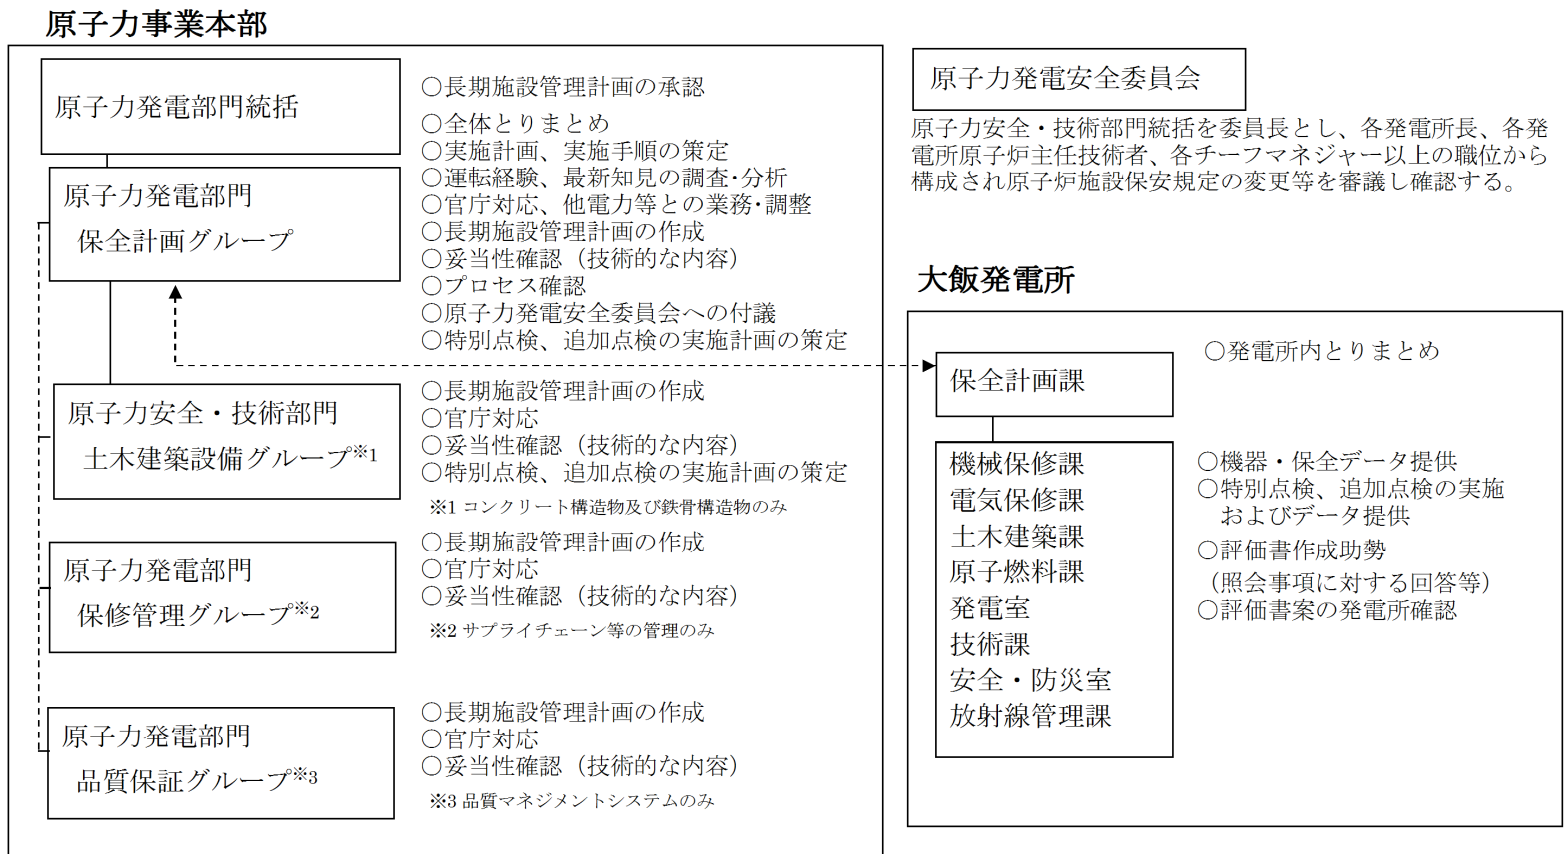 原子力事業本部
原子力発電部門統括
○長期施設管理計画の承認
原子力発電部門
保全計画グループ
○全体とりまとめ
○実施計画、実施手順の策定
○運転経験、最新知見の調査・分析
○官庁対応、他電力等との業務・調整
○長期施設管理計画の作成
○妥当性確認（技術的な内容）
○プロセス確認
○原子力発電安全委員会への付議
○特別点検、追加点検の実施計画の策定
原子力安全・技術部門
土木建築設備グループ※1
○長期施設管理計画の作成
○官庁対応
○妥当性確認（技術的な内容）
○特別点検、追加点検の実施計画の策定
※1 コンクリート構造物及び鉄骨構造物のみ
原子力発電部門
保修管理グループ※2
○長期施設管理計画の作成
○官庁対応
○妥当性確認（技術的な内容）
※2 サプライチェーン等の管理のみ
原子力発電部門
品質保証グループ※3
○長期施設管理計画の作成
○官庁対応
○妥当性確認（技術的な内容）
※3 品質マネジメントシステムのみ
原子力発電安全委員会
原子力安全・技術部門統括を委員長とし、各発電所長、各発
電所原子炉主任技術者、各チーフマネジャー以上の職位から
構成され原子炉施設保安規定の変更等を審議し確認する。
大飯発電所
保全計画課
○発電所内とりまとめ
機械保修課
電気保修課
土木建築課
原子燃料課
発電室
技術課
安全・防災室
放射線管理課
○機器・保全データ提供
○特別点検、追加点検の実施
およびデータ提供
○評価書作成助勢
（照会事項に対する回答等）
○評価書案の発電所確認